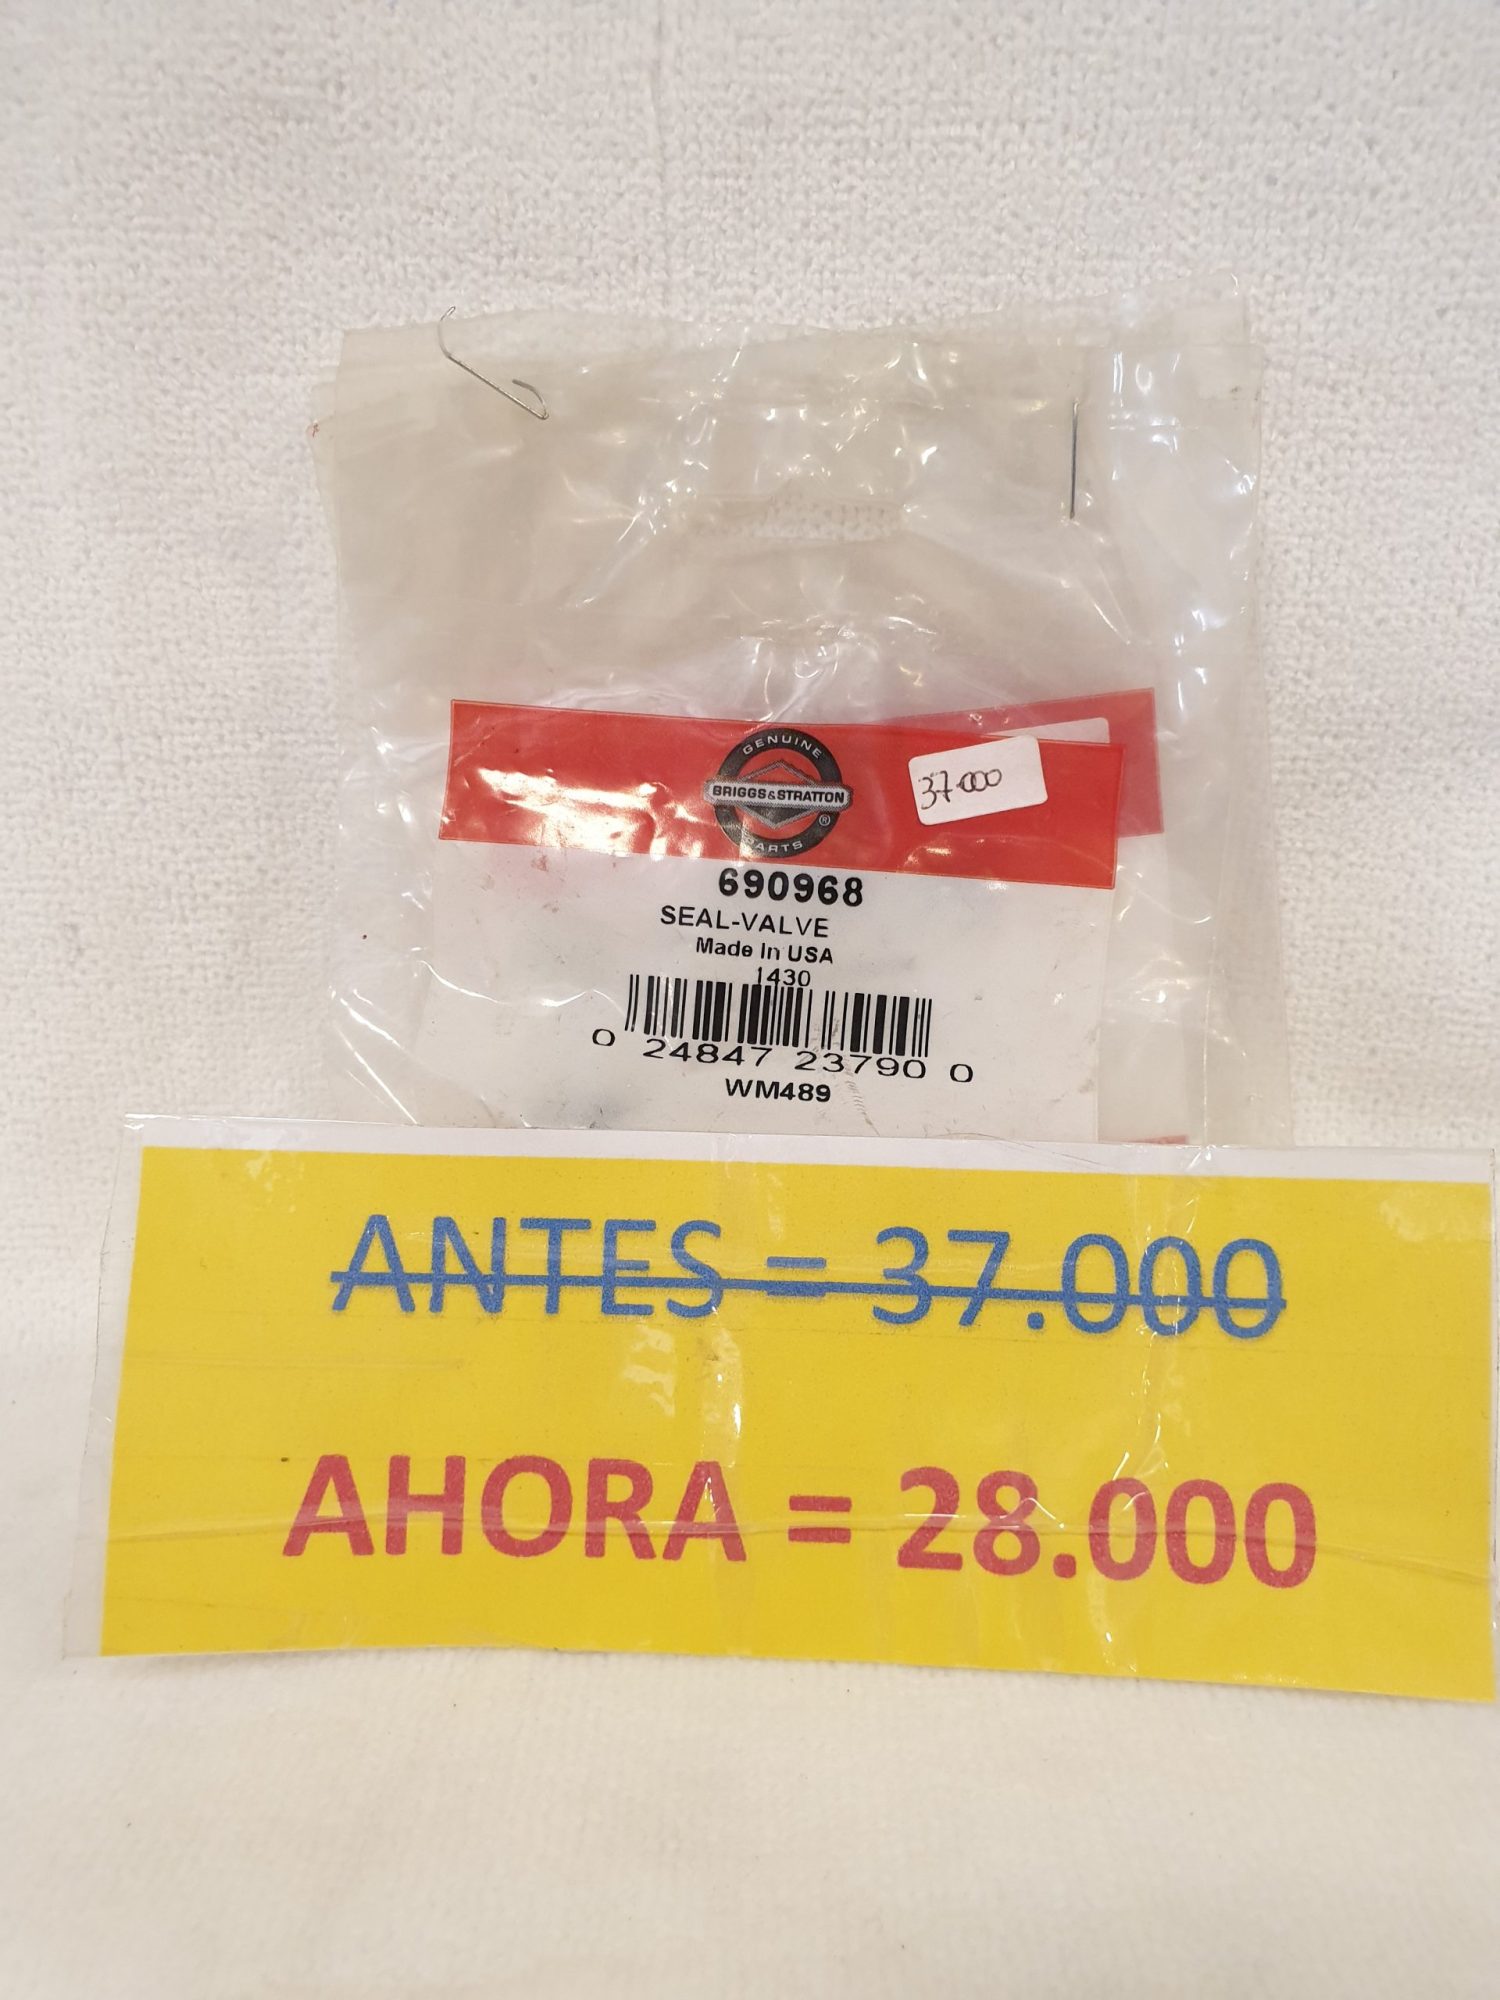 GENUINE
BRIGGS&STRATTON
®
PARTS
37.000
690968
SEAL-VALVE
Made In USA
1430
0 24847 23790 0
WM489
ANTES = 37.000
AHORA = 28.000